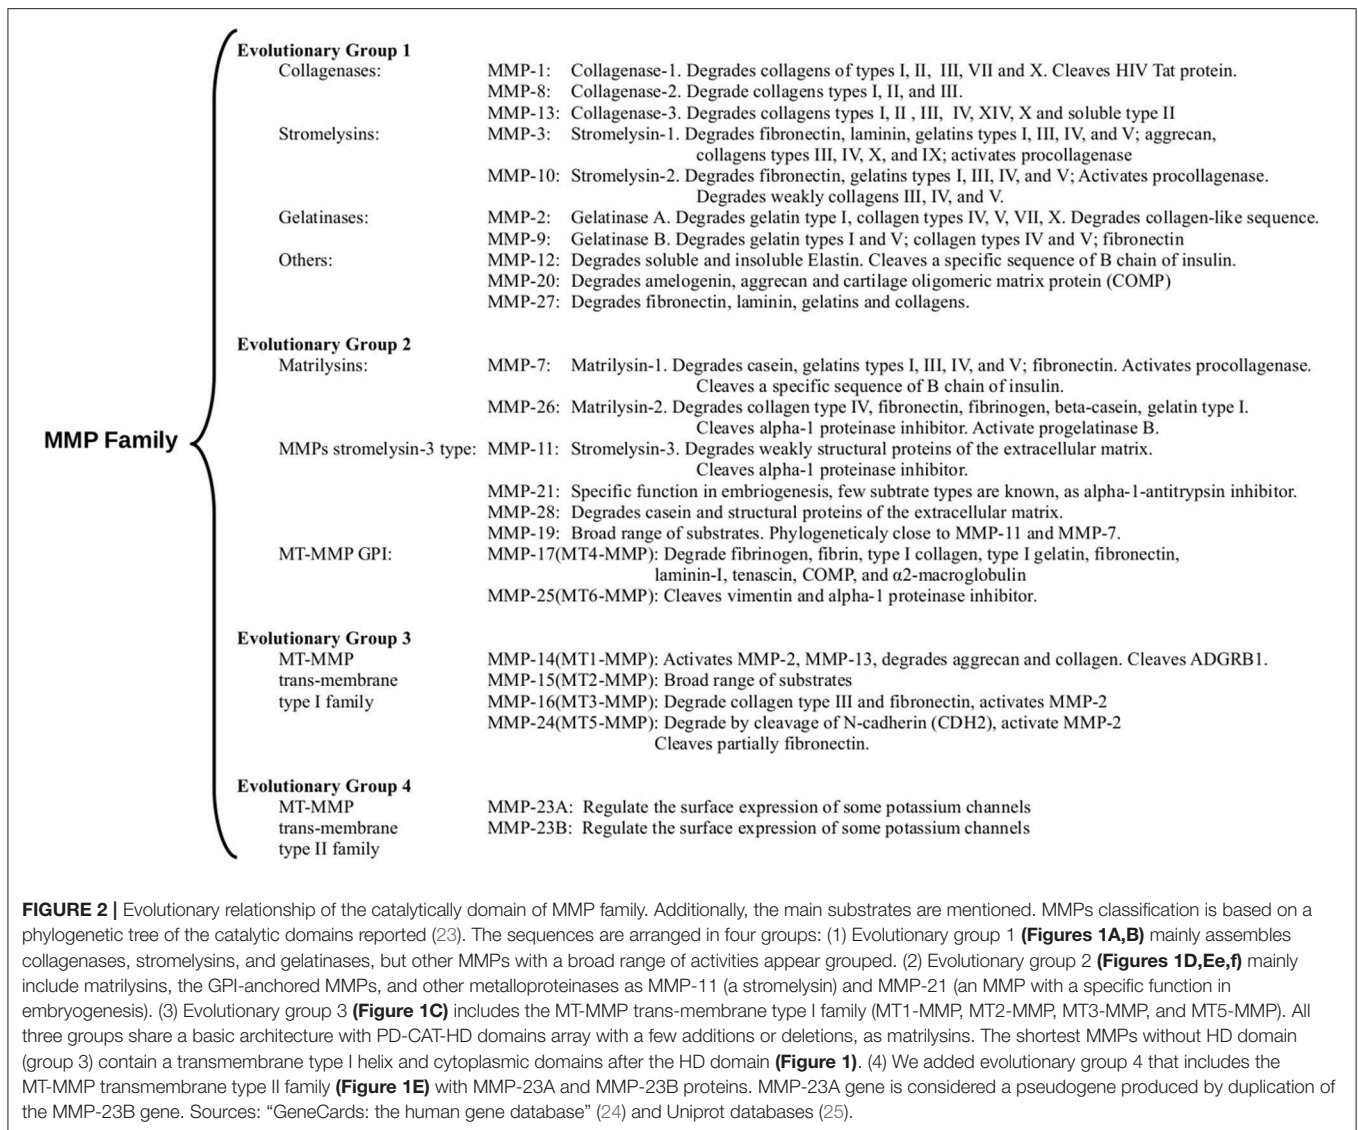 Evolutionary Group 1
Collagenases: MMP-1: Collagenase-1. Degrades collagens of types I, II, III, VII and X. Cleaves HIV Tat protein.
MMP-8: Collagenase-2. Degrade collagens types I, II, and III.
MMP-13: Collagenase-3. Degrades collagens types I, II , III, IV, XIV, X and soluble type II
Stromelysins: MMP-3: Stromelysin-1. Degrades fibronectin, laminin, gelatins types I, III, IV, and V; aggrecan,
collagens types III, IV, X, and IX; activates procollagenase
MMP-10: Stromelysin-2. Degrades fibronectin, gelatins types I, III, IV, and V; Activates procollagenase.
Degrades weakly collagens III, IV, and V.
Gelatinases: MMP-2: Gelatinase A. Degrades gelatin type I, collagen types IV, V, VII, X. Degrades collagen-like sequence.
MMP-9: Gelatinase B. Degrades gelatin types I and V; collagen types IV and V; fibronectin
Others: MMP-12: Degrades soluble and insoluble Elastin. Cleaves a specific sequence of B chain of insulin.
MMP-20: Degrades amelogenin, aggrecan and cartilage oligomeric matrix protein (COMP)
MMP-27: Degrades fibronectin, laminin, gelatins and collagens.
Evolutionary Group 2
Matrilysins: MMP-7: Matrilysin-1. Degrades casein, gelatins types I, III, IV, and V; fibronectin. Activates procollagenase.
Cleaves a specific sequence of B chain of insulin.
MMP-26: Matrilysin-2. Degrades collagen type IV, fibronectin, fibrinogen, beta-casein, gelatin type I.
Cleaves alpha-1 proteinase inhibitor. Activate progelatinase B.
MMP Family
MMPs stromelysin-3 type: MMP-11: Stromelysin-3. Degrades weakly structural proteins of the extracellular matrix.
Cleaves alpha-1 proteinase inhibitor.
MMP-21: Specific function in embriogenesis, few subtrate types are known, as alpha-1-antitrypsin inhibitor.
MMP-28: Degrades casein and structural proteins of the extracellular matrix.
MMP-19: Broad range of substrates. Phylogeneticaly close to MMP-11 and MMP-7.
MT-MMP GPI: MMP-17(MT4-MMP): Degrade fibrinogen, fibrin, type I collagen, type I gelatin, fibronectin,
laminin-I, tenascin, COMP, and α2-macroglobulin
MMP-25(MT6-MMP): Cleaves vimentin and alpha-1 proteinase inhibitor.
Evolutionary Group 3
MT-MMP MMP-14(MT1-MMP): Activates MMP-2, MMP-13, degrades aggrecan and collagen. Cleaves ADGRB1.
trans-membrane MMP-15(MT2-MMP): Broad range of substrates
type I family MMP-16(MT3-MMP): Degrade collagen type III and fibronectin, activates MMP-2
MMP-24(MT5-MMP): Degrade by cleavage of N-cadherin (CDH2), activate MMP-2
Cleaves partially fibronectin.
Evolutionary Group 4
MT-MMP MMP-23A: Regulate the surface expression of some potassium channels
trans-membrane MMP-23B: Regulate the surface expression of some potassium channels
type II family
FIGURE 2 | Evolutionary relationship of the catalytically domain of MMP family. Additionally, the main substrates are mentioned. MMPs classification is based on a
phylogenetic tree of the catalytic domains reported (23). The sequences are arranged in four groups: (1) Evolutionary group 1 (Figures 1A,B) mainly assembles
collagenases, stromelysins, and gelatinases, but other MMPs with a broad range of activities appear grouped. (2) Evolutionary group 2 (Figures 1D,Ee,f) mainly
include matrilysins, the GPI-anchored MMPs, and other metalloproteinases as MMP-11 (a stromelysin) and MMP-21 (an MMP with a specific function in
embryogenesis). (3) Evolutionary group 3 (Figure 1C) includes the MT-MMP trans-membrane type I family (MT1-MMP, MT2-MMP, MT3-MMP, and MT5-MMP). All
three groups share a basic architecture with PD-CAT-HD domains array with a few additions or deletions, as matrilysins. The shortest MMPs without HD domain
(group 3) contain a transmembrane type I helix and cytoplasmic domains after the HD domain (Figure 1). (4) We added evolutionary group 4 that includes the
MT-MMP transmembrane type II family (Figure 1E) with MMP-23A and MMP-23B proteins. MMP-23A gene is considered a pseudogene produced by duplication of
the MMP-23B gene. Sources: “GeneCards: the human gene database” (24) and Uniprot databases (25).